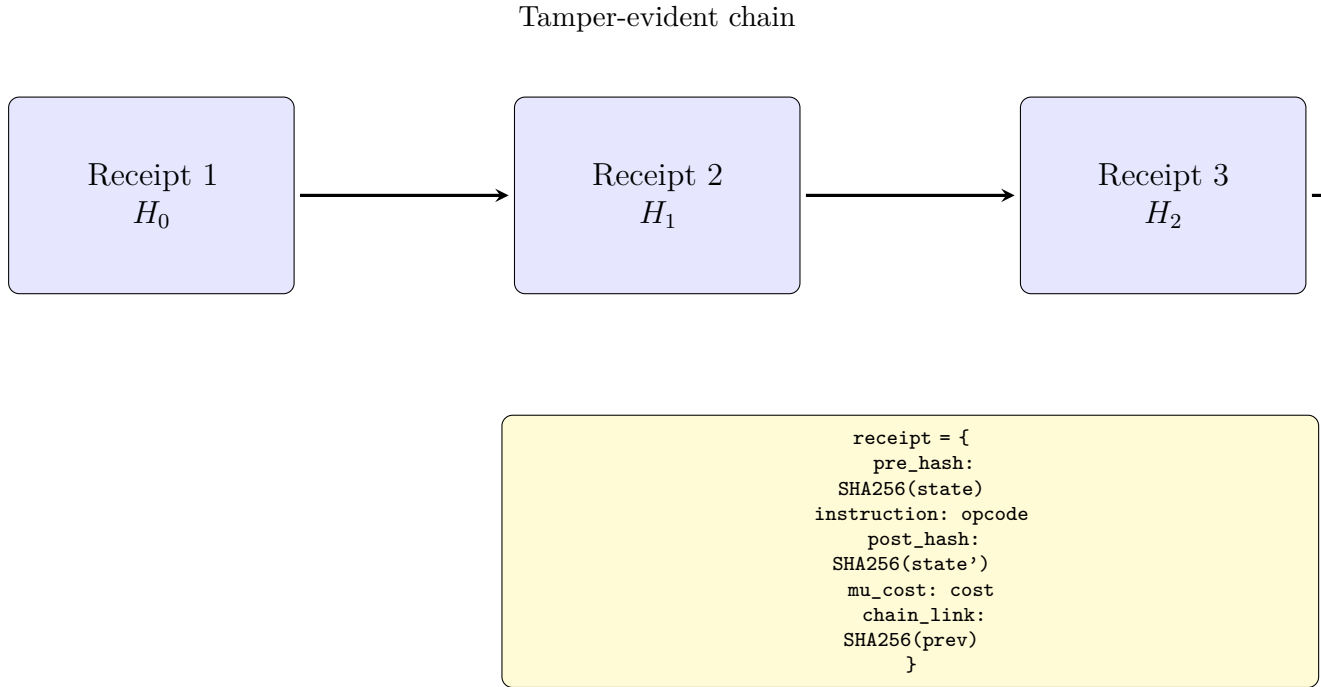 Tamper-evident chain
Receipt 1
H₀
Receipt 2
H₁
Receipt 3
H₂
receipt = {
pre_hash:
SHA256(state)
instruction: opcode
post_hash:
SHA256(state')
mu_cost: cost
chain_link:
SHA256(prev)
}